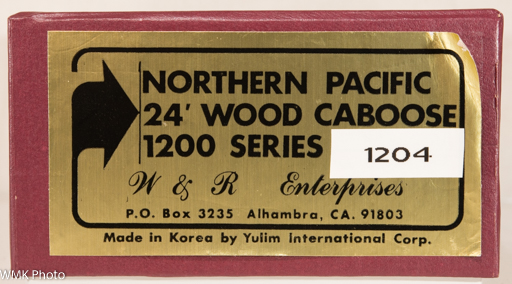 NORTHERN PACIFIC
24' WOOD CABOOSE
1200 SERIES
1204
W & R Enterprises
P.O. Box 3235 Alhambra, CA. 91803
Made in Korea by Yulim International Corp.
WMK Photo